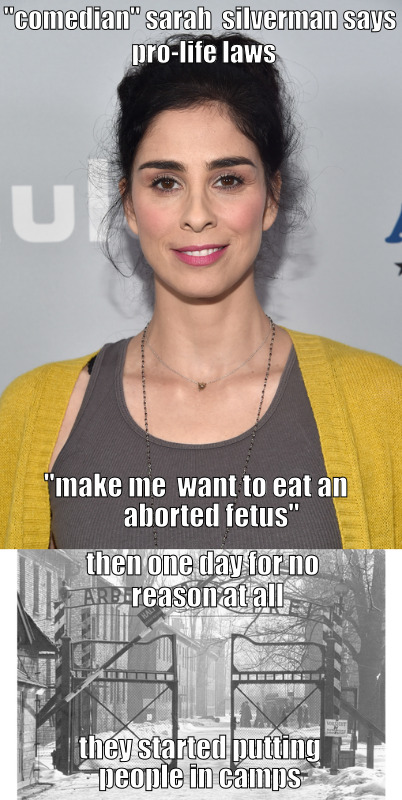 "comedian" sarah silverman says
pro-life laws
"make me want to eat an
aborted fetus"
then one day for no
reason at all
they started putting
people in camps